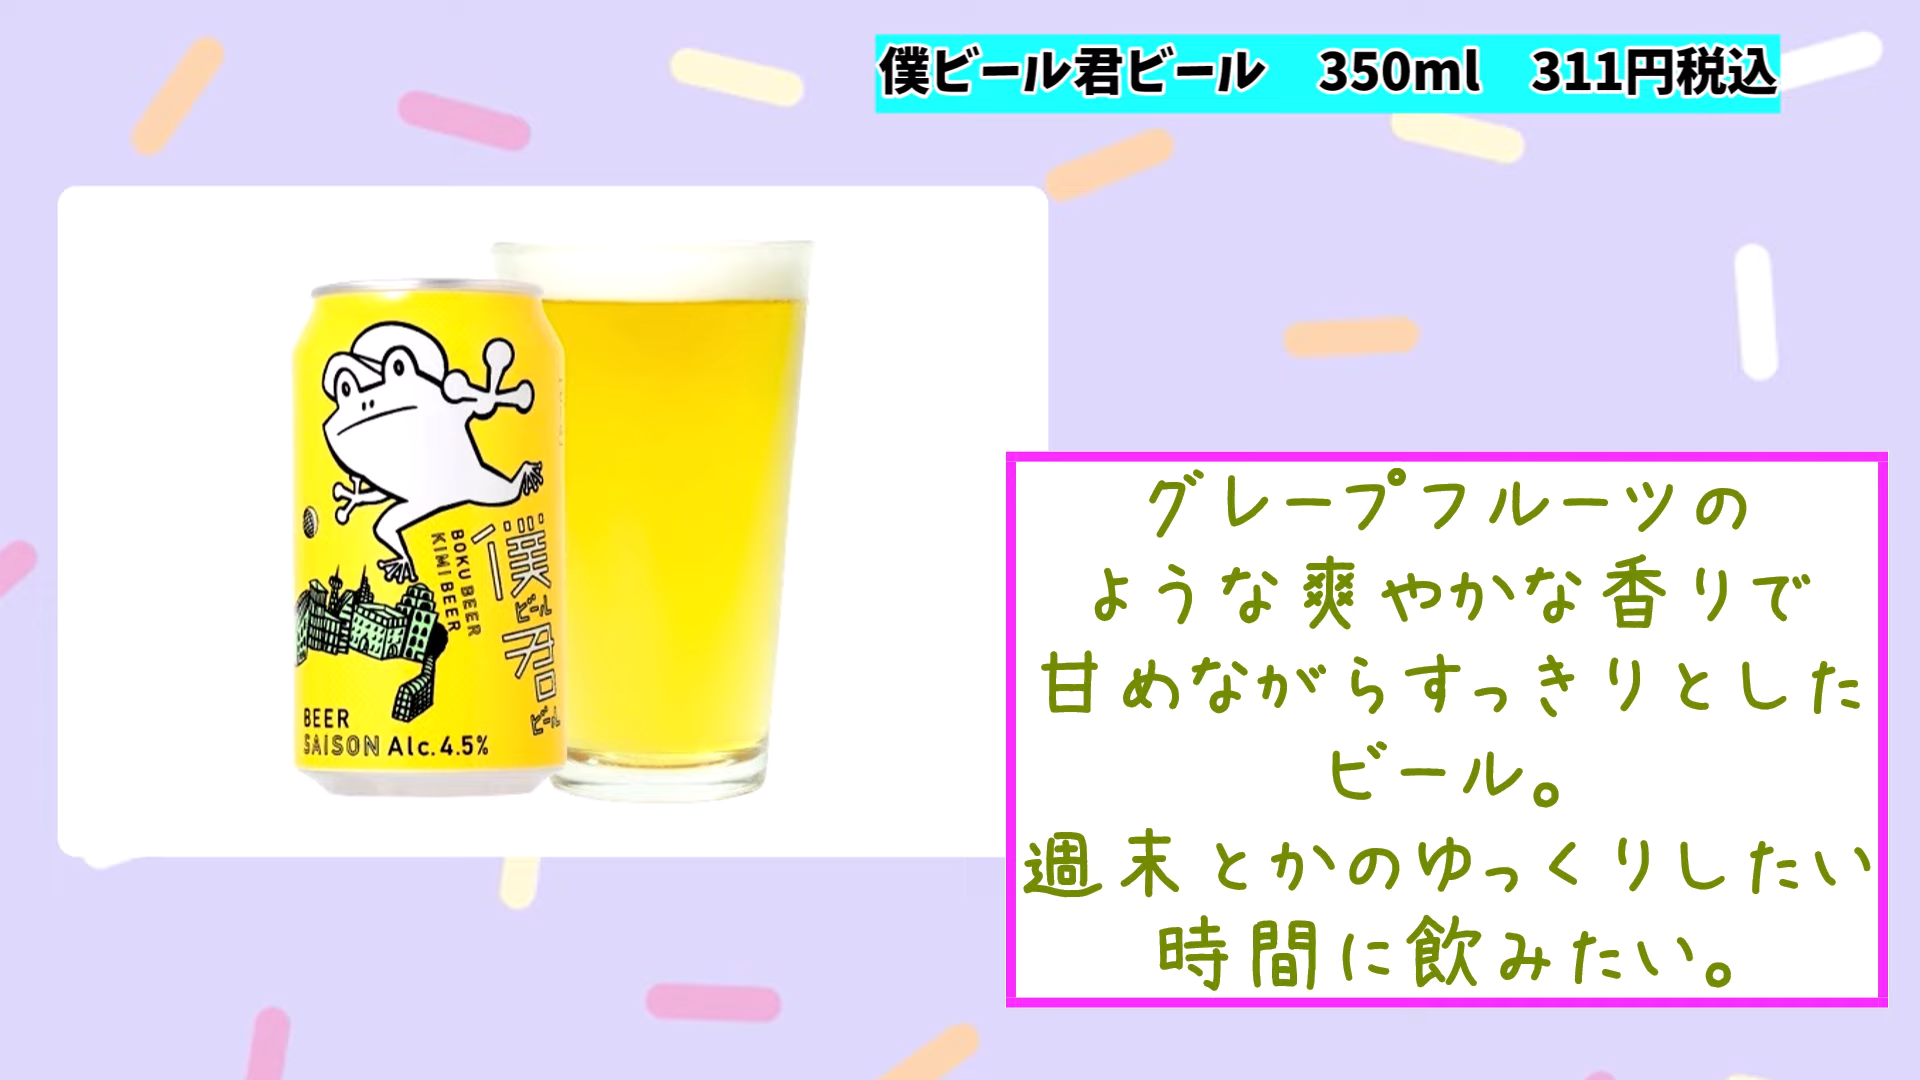 僕ビール君ビール　350ml　311円税込
僕ビール君ビール
BOKU BEER
KIMI BEER
BEER
SAISON Alc.4.5%
グレープフルーツの
ような爽やかな香りで
甘めながらすっきりとした
ビール。
週末とかのゆっくりしたい
時間に飲みたい。